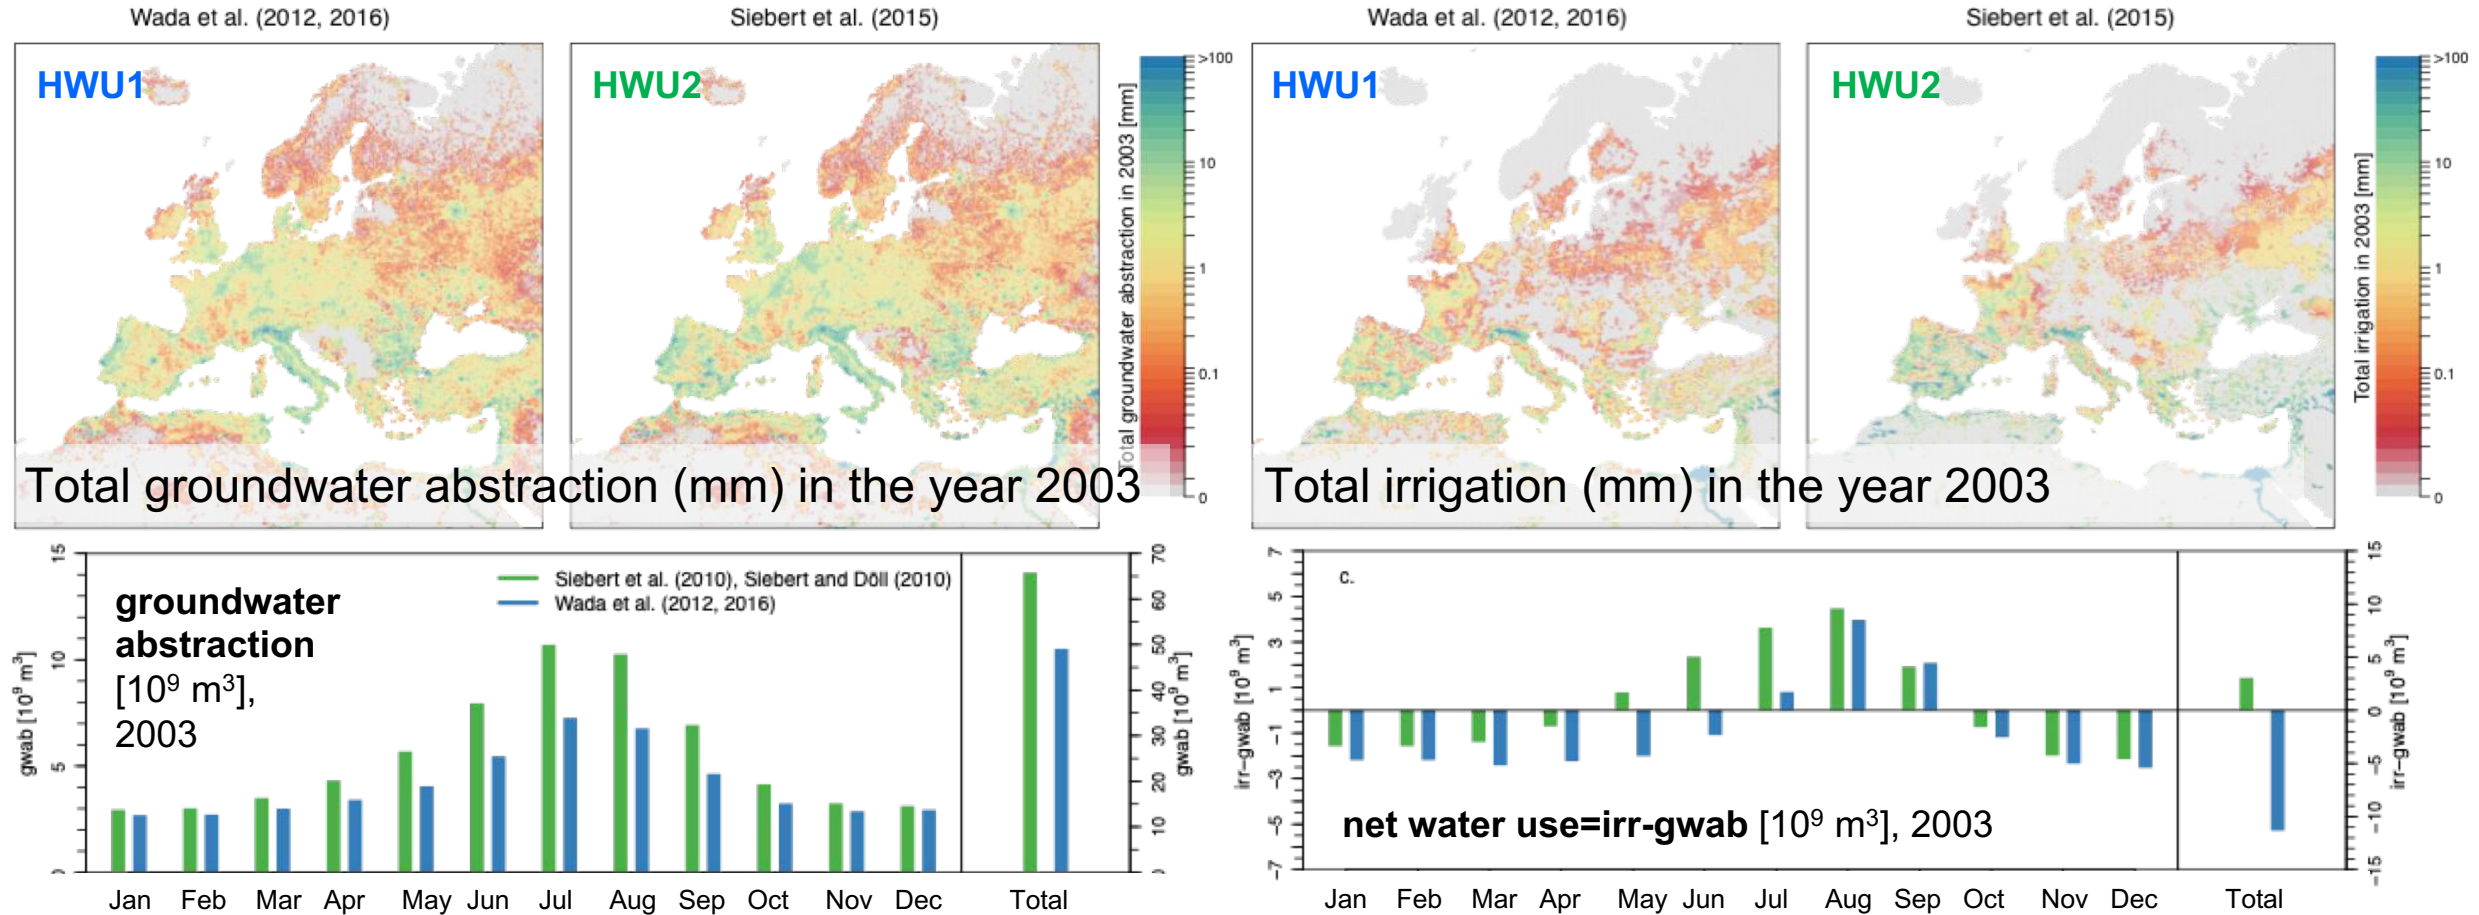 Wada et al. (2012, 2016)
Siebert et al. (2015)
HWU1
HWU2
>100
10
1
0.1
0
Total groundwater abstraction in 2003 [mm]
Total groundwater abstraction (mm) in the year 2003
Wada et al. (2012, 2016)
Siebert et al. (2015)
HWU1
HWU2
>100
10
1
0.1
0
Total irrigation in 2003 [mm]
Total irrigation (mm) in the year 2003
15
10
5
0
gwab [10⁹ m³]
groundwater
abstraction
[10⁹ m³],
2003
Siebert et al. (2010), Siebert and Döll (2010)
Wada et al. (2012, 2016)
70
60
50
40
30
20
10
0
gwab [10⁹ m³]
Jan Feb Mar Apr May Jun Jul Aug Sep Oct Nov Dec Total
7
5
3
1
-1
-3
-5
-7
irr-gwab [10⁹ m³]
c.
net water use=irr-gwab [10⁹ m³], 2003
15
10
5
0
-5
-10
-15
irr-gwab [10⁹ m³]
Jan Feb Mar Apr May Jun Jul Aug Sep Oct Nov Dec Total